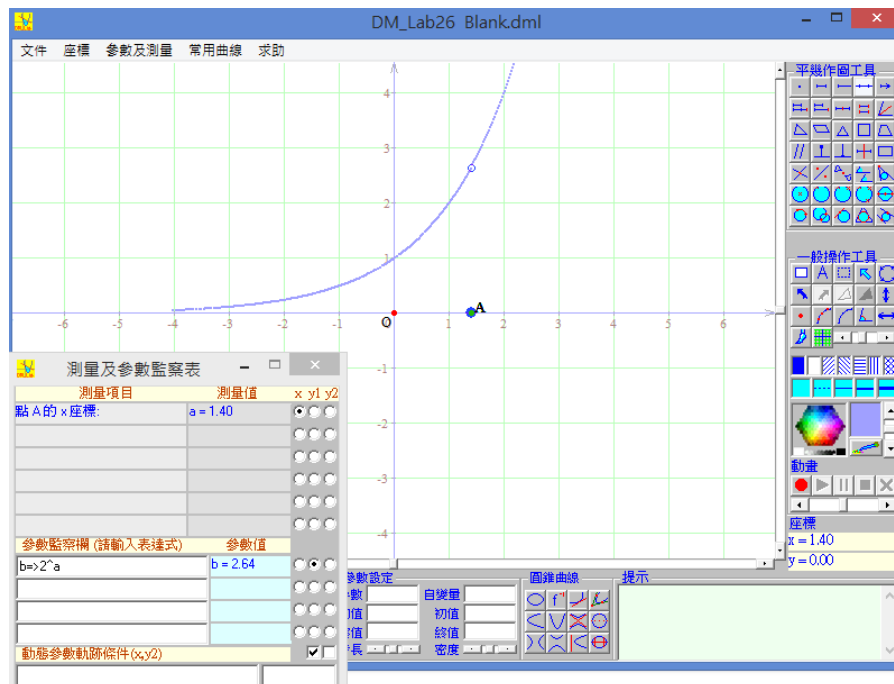 DM_Lab26 Blank.dml
文件 座標 參數及測量 常用曲線 求助
平幾作圖工具
4
3
2
1
-6 -5 -4 -3 -2 -1 O 1 A 2 3 4 5 6
-1
-2
-3
-4
一般操作工具
A
動畫
座標
x = 1.40
y = 0.00
測量及參數監察表
測量項目 測量值 x y1 y2
點 A 的 x 座標: a = 1.40
參數監察欄 (請輸入表達式) 參數值
b=>2^a b = 2.64
動態參數軌跡條件(x,y2)
參數設定 圓錐曲線 提示
數 自變量
初值 初值
終值 終值
長 密度